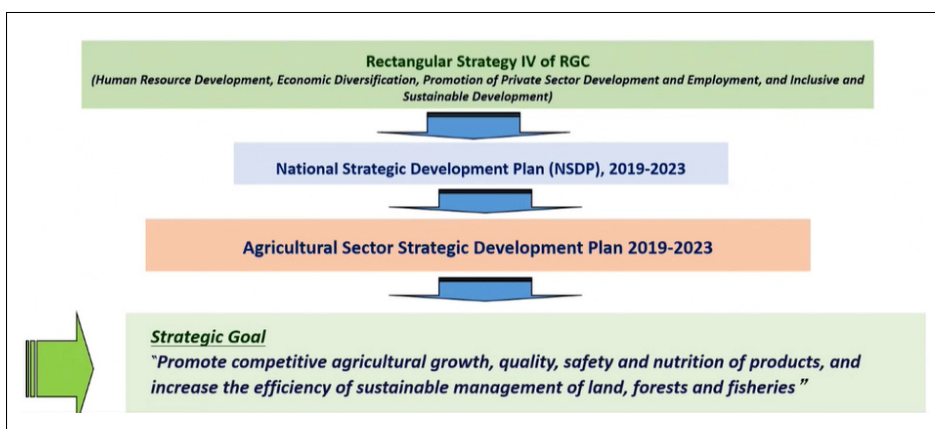 Rectangular Strategy IV of RGC
(Human Resource Development, Economic Diversification, Promotion of Private Sector Development and Employment, and Inclusive and
Sustainable Development)
National Strategic Development Plan (NSDP), 2019-2023
Agricultural Sector Strategic Development Plan 2019-2023
Strategic Goal
“Promote competitive agricultural growth, quality, safety and nutrition of products, and
increase the efficiency of sustainable management of land, forests and fisheries ”